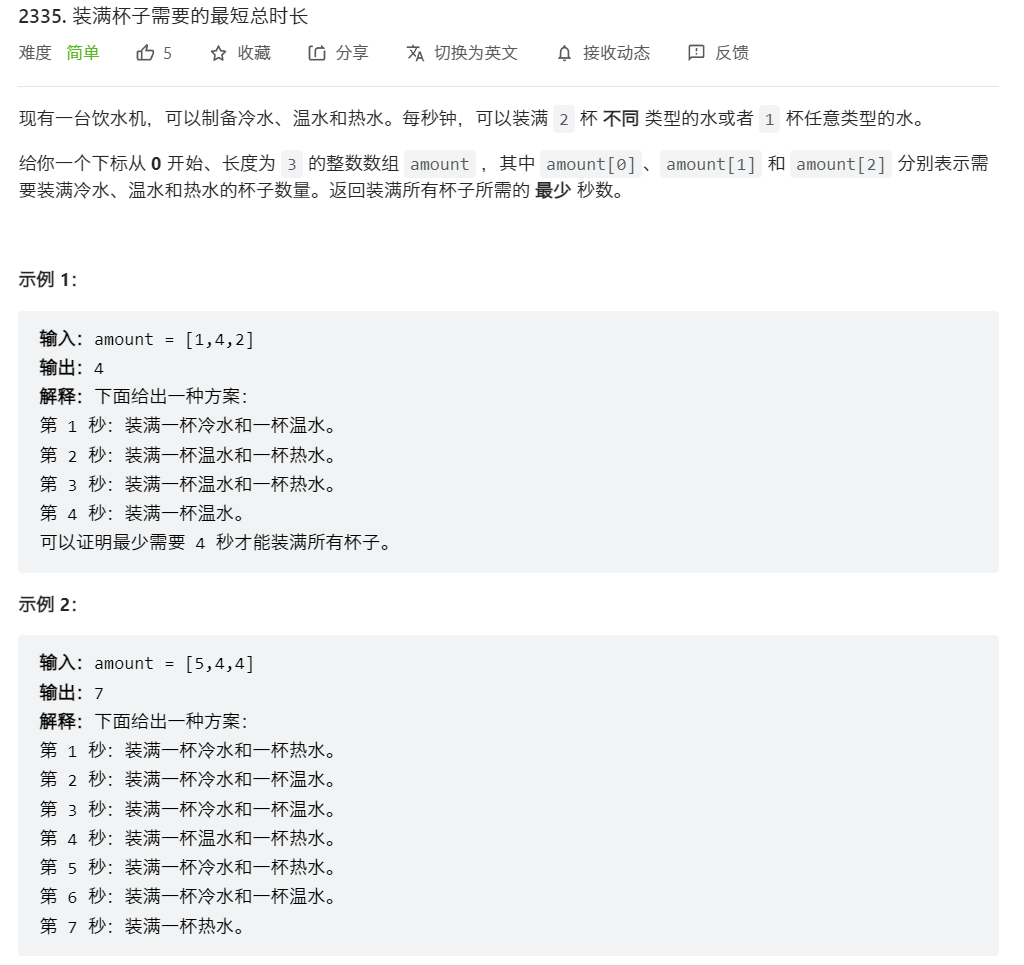 2335. 装满杯子需要的最短总时长
难度 简单 5 收藏 分享 切换为英文 接收动态 反馈
现有一台饮水机，可以制备冷水、温水和热水。每秒钟，可以装满 2 杯 不同 类型的水或者 1 杯任意类型的水。
给你一个下标从 0 开始、长度为 3 的整数数组 amount ，其中 amount[0]、amount[1] 和 amount[2] 分别表示需
要装满冷水、温水和热水的杯子数量。返回装满所有杯子所需的 最少 秒数。
示例 1：
输入：amount = [1,4,2]
输出：4
解释：下面给出一种方案：
第 1 秒：装满一杯冷水和一杯温水。
第 2 秒：装满一杯温水和一杯热水。
第 3 秒：装满一杯温水和一杯热水。
第 4 秒：装满一杯温水。
可以证明最少需要 4 秒才能装满所有杯子。
示例 2：
输入：amount = [5,4,4]
输出：7
解释：下面给出一种方案：
第 1 秒：装满一杯冷水和一杯热水。
第 2 秒：装满一杯冷水和一杯温水。
第 3 秒：装满一杯冷水和一杯温水。
第 4 秒：装满一杯温水和一杯热水。
第 5 秒：装满一杯冷水和一杯热水。
第 6 秒：装满一杯冷水和一杯温水。
第 7 秒：装满一杯热水。